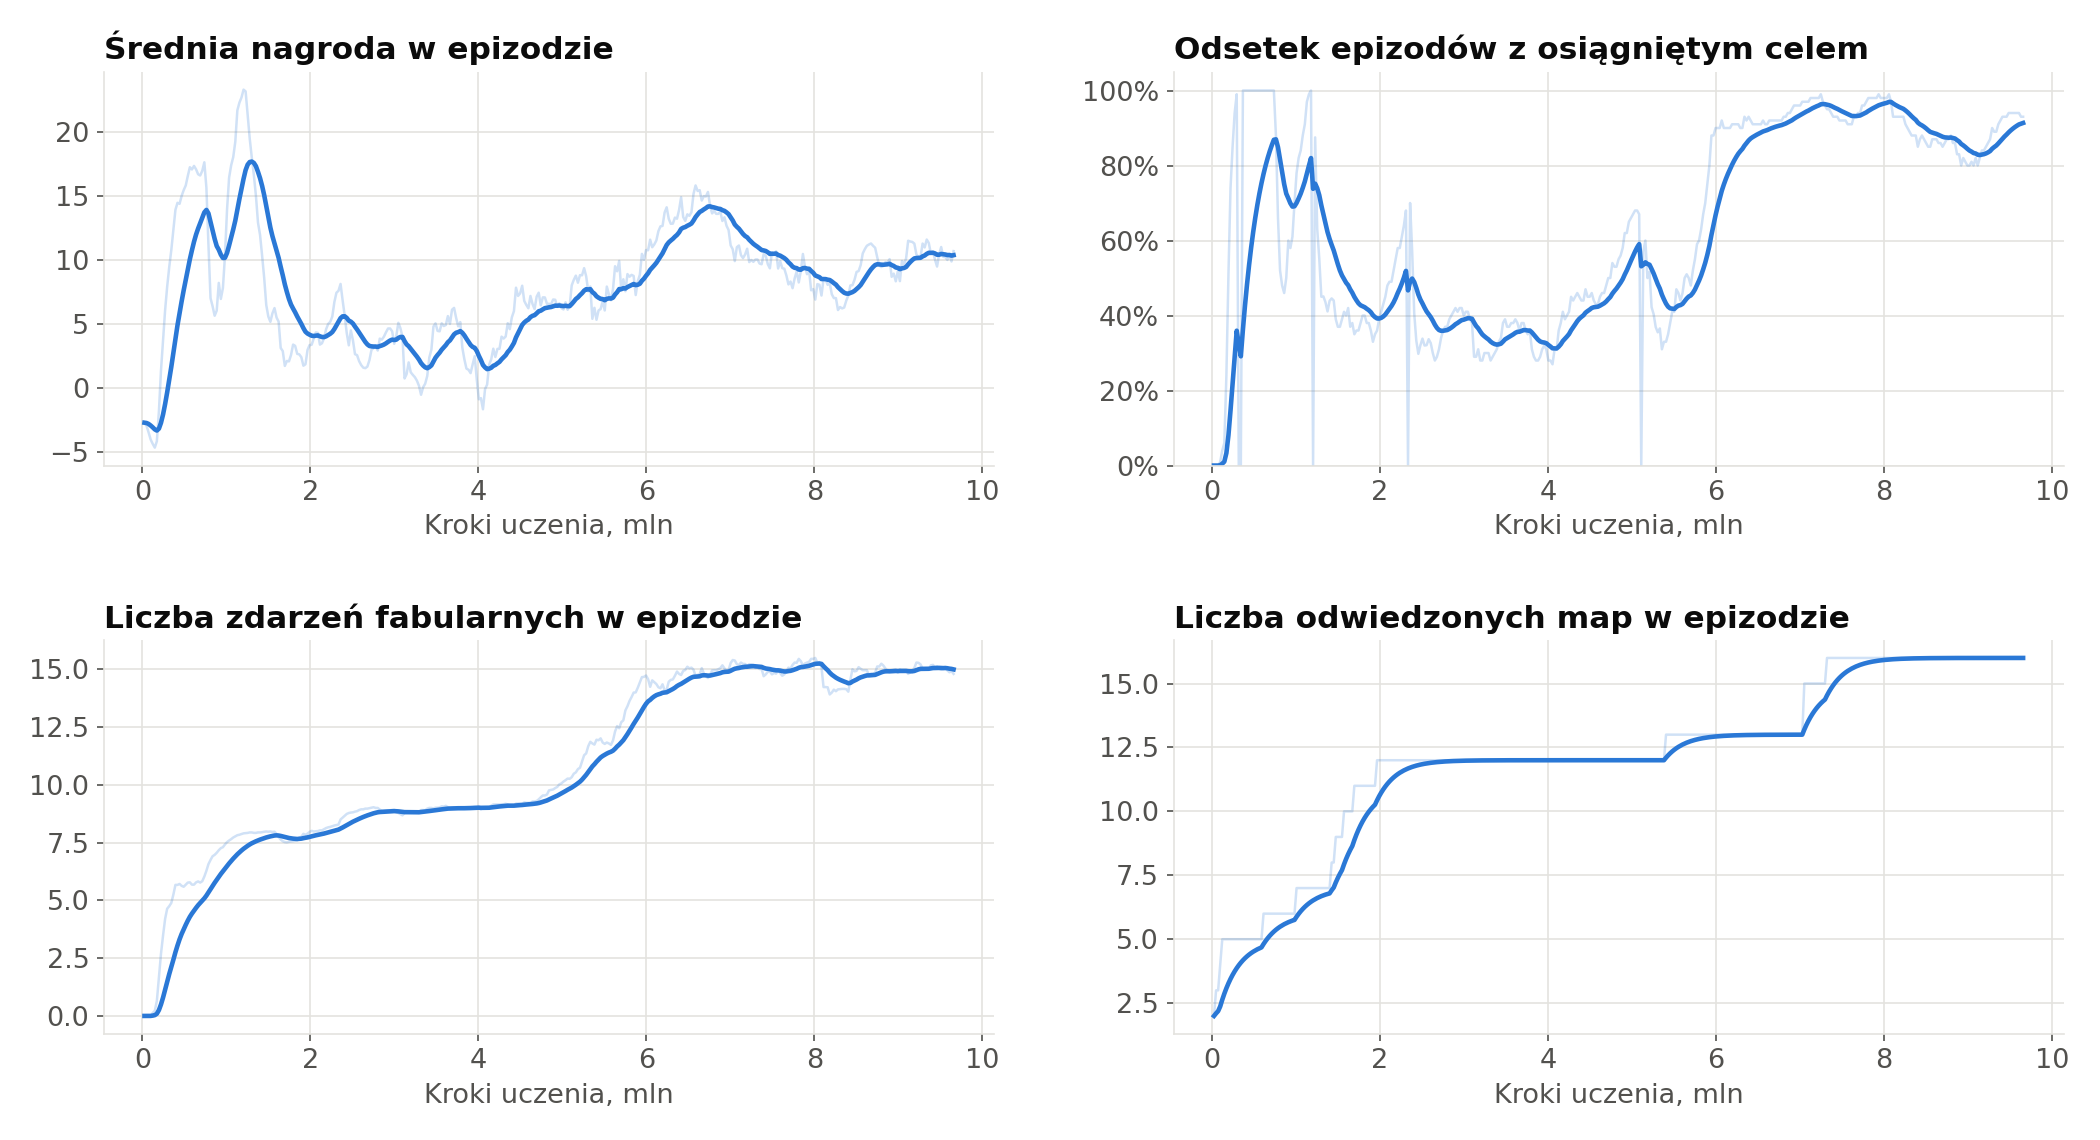 Średnia nagroda w epizodzie
20
15
10
5
0
−5
0 2 4 6 8 10
Kroki uczenia, mln
Odsetek epizodów z osiągniętym celem
100%
80%
60%
40%
20%
0%
0 2 4 6 8 10
Kroki uczenia, mln
Liczba zdarzeń fabularnych w epizodzie
15.0
12.5
10.0
7.5
5.0
2.5
0.0
0 2 4 6 8 10
Kroki uczenia, mln
Liczba odwiedzonych map w epizodzie
15.0
12.5
10.0
7.5
5.0
2.5
0 2 4 6 8 10
Kroki uczenia, mln